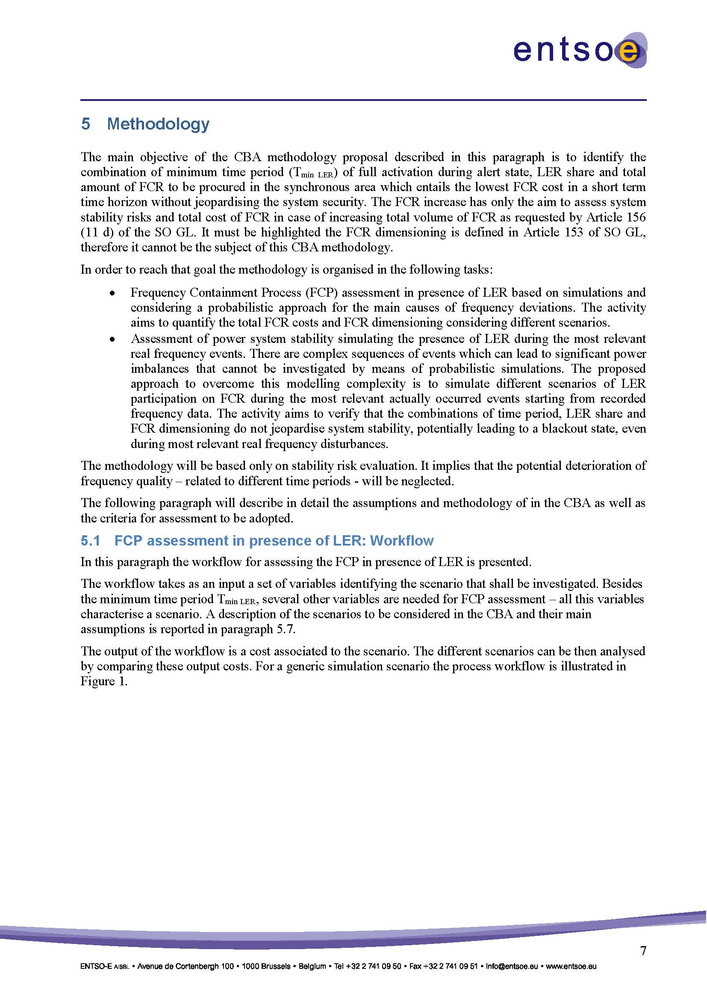 entsoe
5 Methodology
The main objective of the CBA methodology proposal described in this paragraph is to identify the
combination of minimum time period (Tmin LER) of full activation during alert state, LER share and total
amount of FCR to be procured in the synchronous area which entails the lowest FCR cost in a short term
time horizon without jeopardising the system security. The FCR increase has only the aim to assess system
stability risks and total cost of FCR in case of increasing total volume of FCR as requested by Article 156
(11 d) of the SO GL. It must be highlighted the FCR dimensioning is defined in Article 153 of SO GL,
therefore it cannot be the subject of this CBA methodology.
In order to reach that goal the methodology is organised in the following tasks:
• Frequency Containment Process (FCP) assessment in presence of LER based on simulations and
considering a probabilistic approach for the main causes of frequency deviations. The activity
aims to quantify the total FCR costs and FCR dimensioning considering different scenarios.
• Assessment of power system stability simulating the presence of LER during the most relevant
real frequency events. There are complex sequences of events which can lead to significant power
imbalances that cannot be investigated by means of probabilistic simulations. The proposed
approach to overcome this modelling complexity is to simulate different scenarios of LER
participation on FCR during the most relevant actually occurred events starting from recorded
frequency data. The activity aims to verify that the combinations of time period, LER share and
FCR dimensioning do not jeopardise system stability, potentially leading to a blackout state, even
during most relevant real frequency disturbances.
The methodology will be based only on stability risk evaluation. It implies that the potential deterioration of
frequency quality – related to different time periods - will be neglected.
The following paragraph will describe in detail the assumptions and methodology of in the CBA as well as
the criteria for assessment to be adopted.
5.1 FCP assessment in presence of LER: Workflow
In this paragraph the workflow for assessing the FCP in presence of LER is presented.
The workflow takes as an input a set of variables identifying the scenario that shall be investigated. Besides
the minimum time period Tmin LER, several other variables are needed for FCP assessment – all this variables
characterise a scenario. A description of the scenarios to be considered in the CBA and their main
assumptions is reported in paragraph 5.7.
The output of the workflow is a cost associated to the scenario. The different scenarios can be then analysed
by comparing these output costs. For a generic simulation scenario the process workflow is illustrated in
Figure 1.
7
ENTSO-E AISBL • Avenue de Cortenbergh 100 • 1000 Brussels • Belgium • Tel +32 2 741 09 50 • Fax +32 2 741 09 51 • info@entsoe.eu • www.entsoe.eu